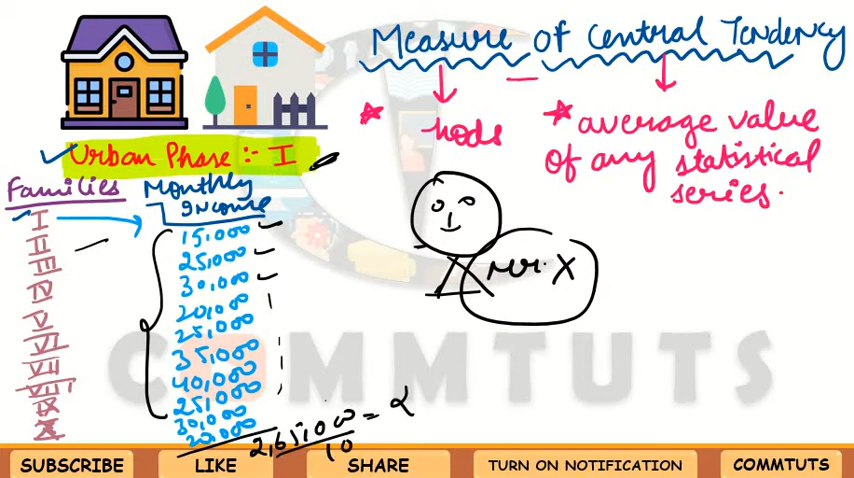 Measure of Central Tendency
average value
of any statistical
series.
Urban Phase :- I
Families
Monthly
Income
I
II
III
IV
V
VI
VII
VIII
IX
X
15,000
25,000
30,000
20,000
25,000
35,000
40,000
25,000
30,000
20,000
2,65,000
10
=
Mr. X
COMMTUTS
SUBSCRIBE
LIKE
SHARE
TURN ON NOTIFICATION
COMMTUTS